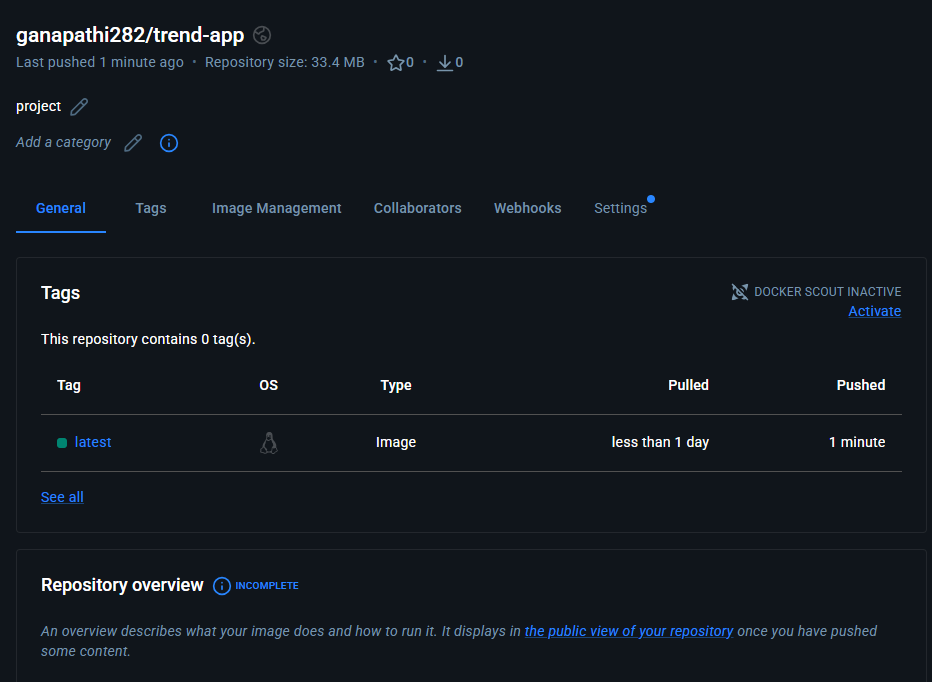 ganapathi282/trend-app
Last pushed 1 minute ago • Repository size: 33.4 MB • 0 • 0
project
Add a category
General Tags Image Management Collaborators Webhooks Settings
Tags
DOCKER SCOUT INACTIVE
Activate
This repository contains 0 tag(s).
Tag OS Type Pulled Pushed
latest Image less than 1 day 1 minute
See all
Repository overview INCOMPLETE
An overview describes what your image does and how to run it. It displays in the public view of your repository once you have pushed
some content.